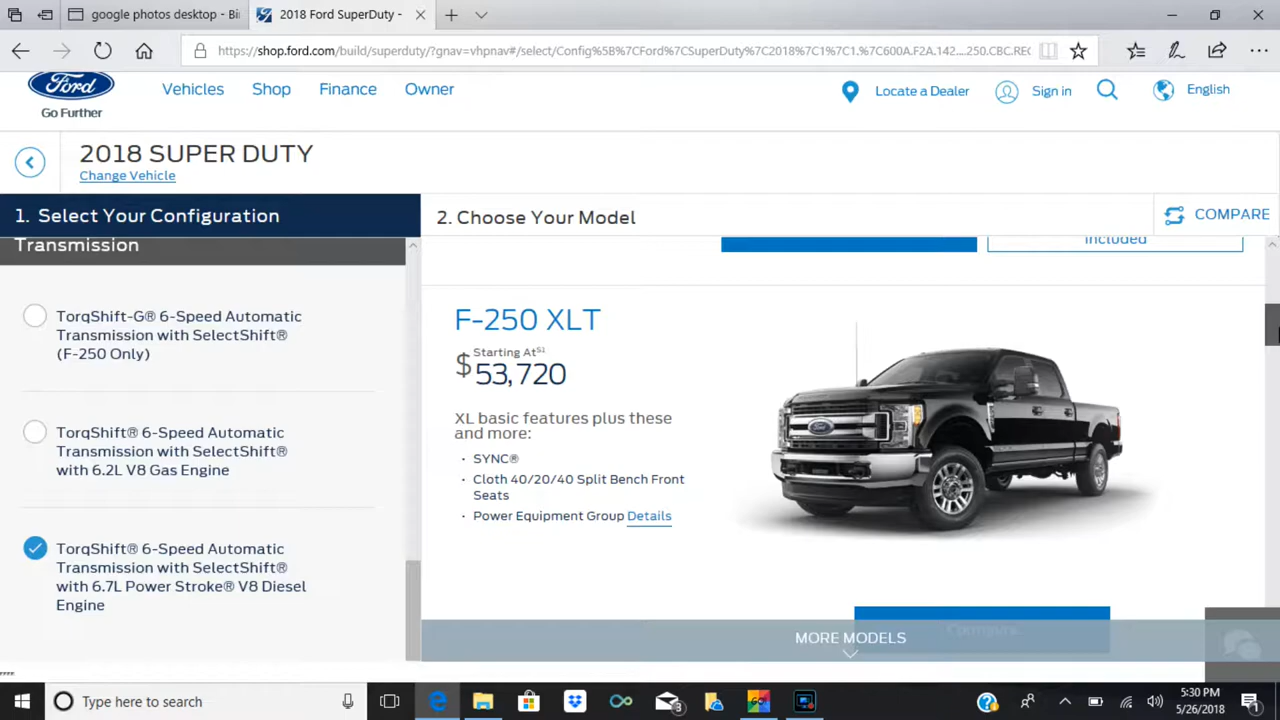 google photos desktop - Bi
2018 Ford SuperDuty -
https://shop.ford.com/build/superduty/?gnav=vhpnav#/select/Config%5B%7CFord%7CSuperDuty%7C2018%7C1%7C1.%7C600A.F2A.142....250.CBC.REC
Ford
Go Further
Vehicles
Shop
Finance
Owner
Locate a Dealer
Sign in
English
2018 SUPER DUTY
Change Vehicle
1. Select Your Configuration
2. Choose Your Model
COMPARE
Transmission
Included
TorqShift-G® 6-Speed Automatic
Transmission with SelectShift®
(F-250 Only)
TorqShift® 6-Speed Automatic
Transmission with SelectShift®
with 6.2L V8 Gas Engine
TorqShift® 6-Speed Automatic
Transmission with SelectShift®
with 6.7L Power Stroke® V8 Diesel
Engine
F-250 XLT
Starting At S1
$53,720
XL basic features plus these
and more:
• SYNC®
• Cloth 40/20/40 Split Bench Front
Seats
• Power Equipment Group Details
MORE MODELS
Type here to search
3
5:30 PM
5/26/2018
1